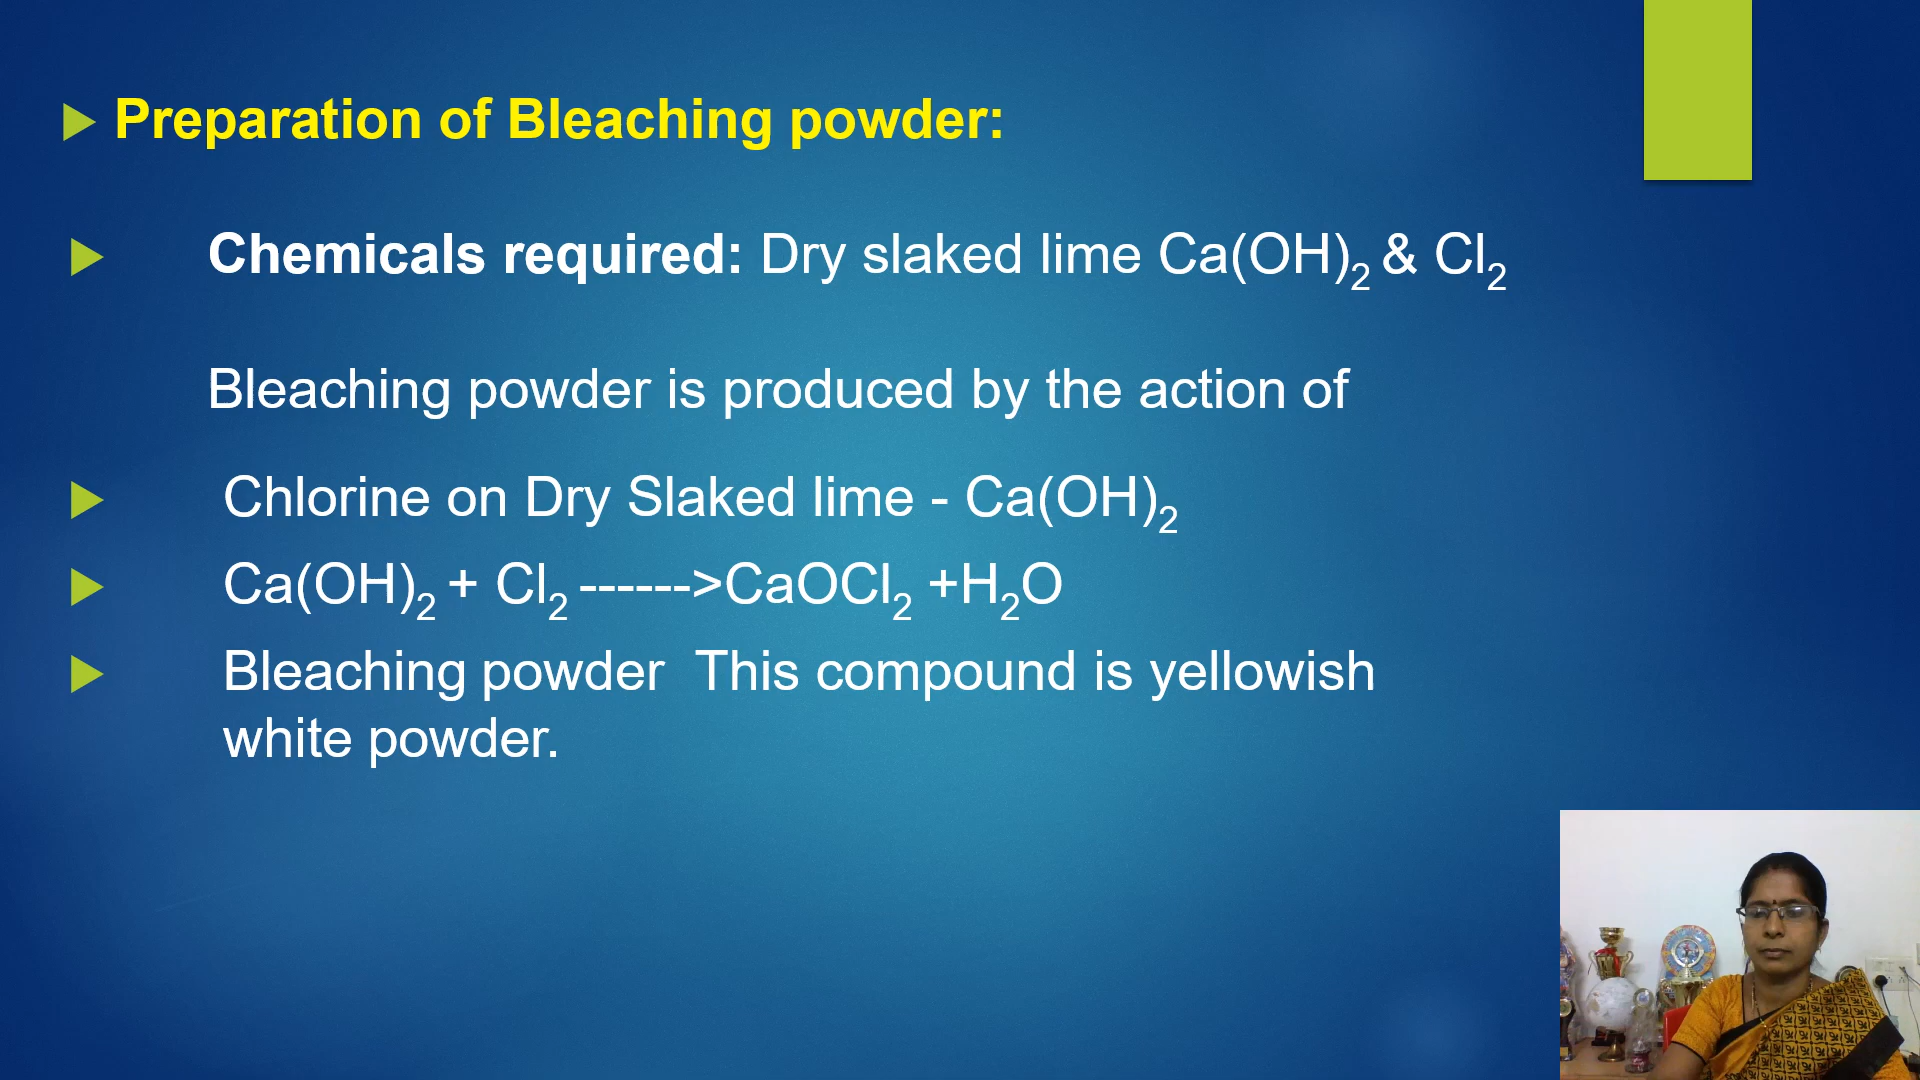 Preparation of Bleaching powder:
Chemicals required: Dry slaked lime Ca(OH)₂ & Cl₂
Bleaching powder is produced by the action of
Chlorine on Dry Slaked lime - Ca(OH)₂
Ca(OH)₂ + Cl₂ ------>CaOCl₂ +H₂O
Bleaching powder  This compound is yellowish
white powder.